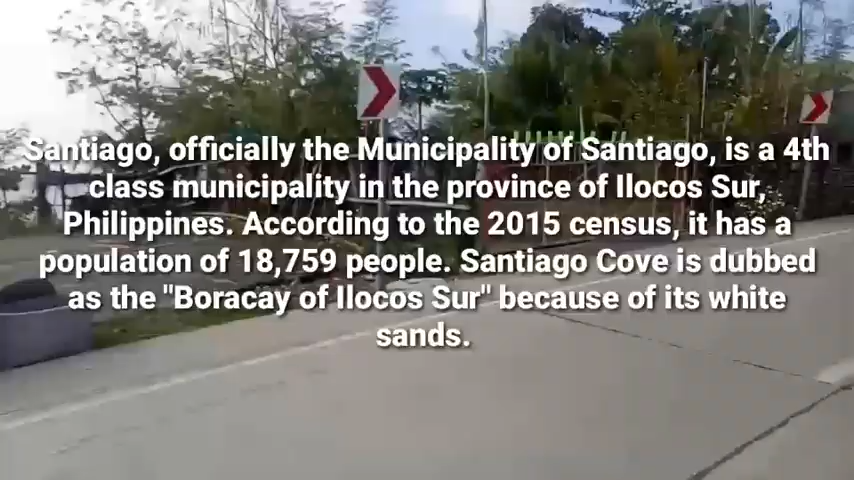 Santiago, officially the Municipality of Santiago, is a 4th
class municipality in the province of Ilocos Sur,
Philippines. According to the 2015 census, it has a
population of 18,759 people. Santiago Cove is dubbed
as the "Boracay of Ilocos Sur" because of its white
sands.